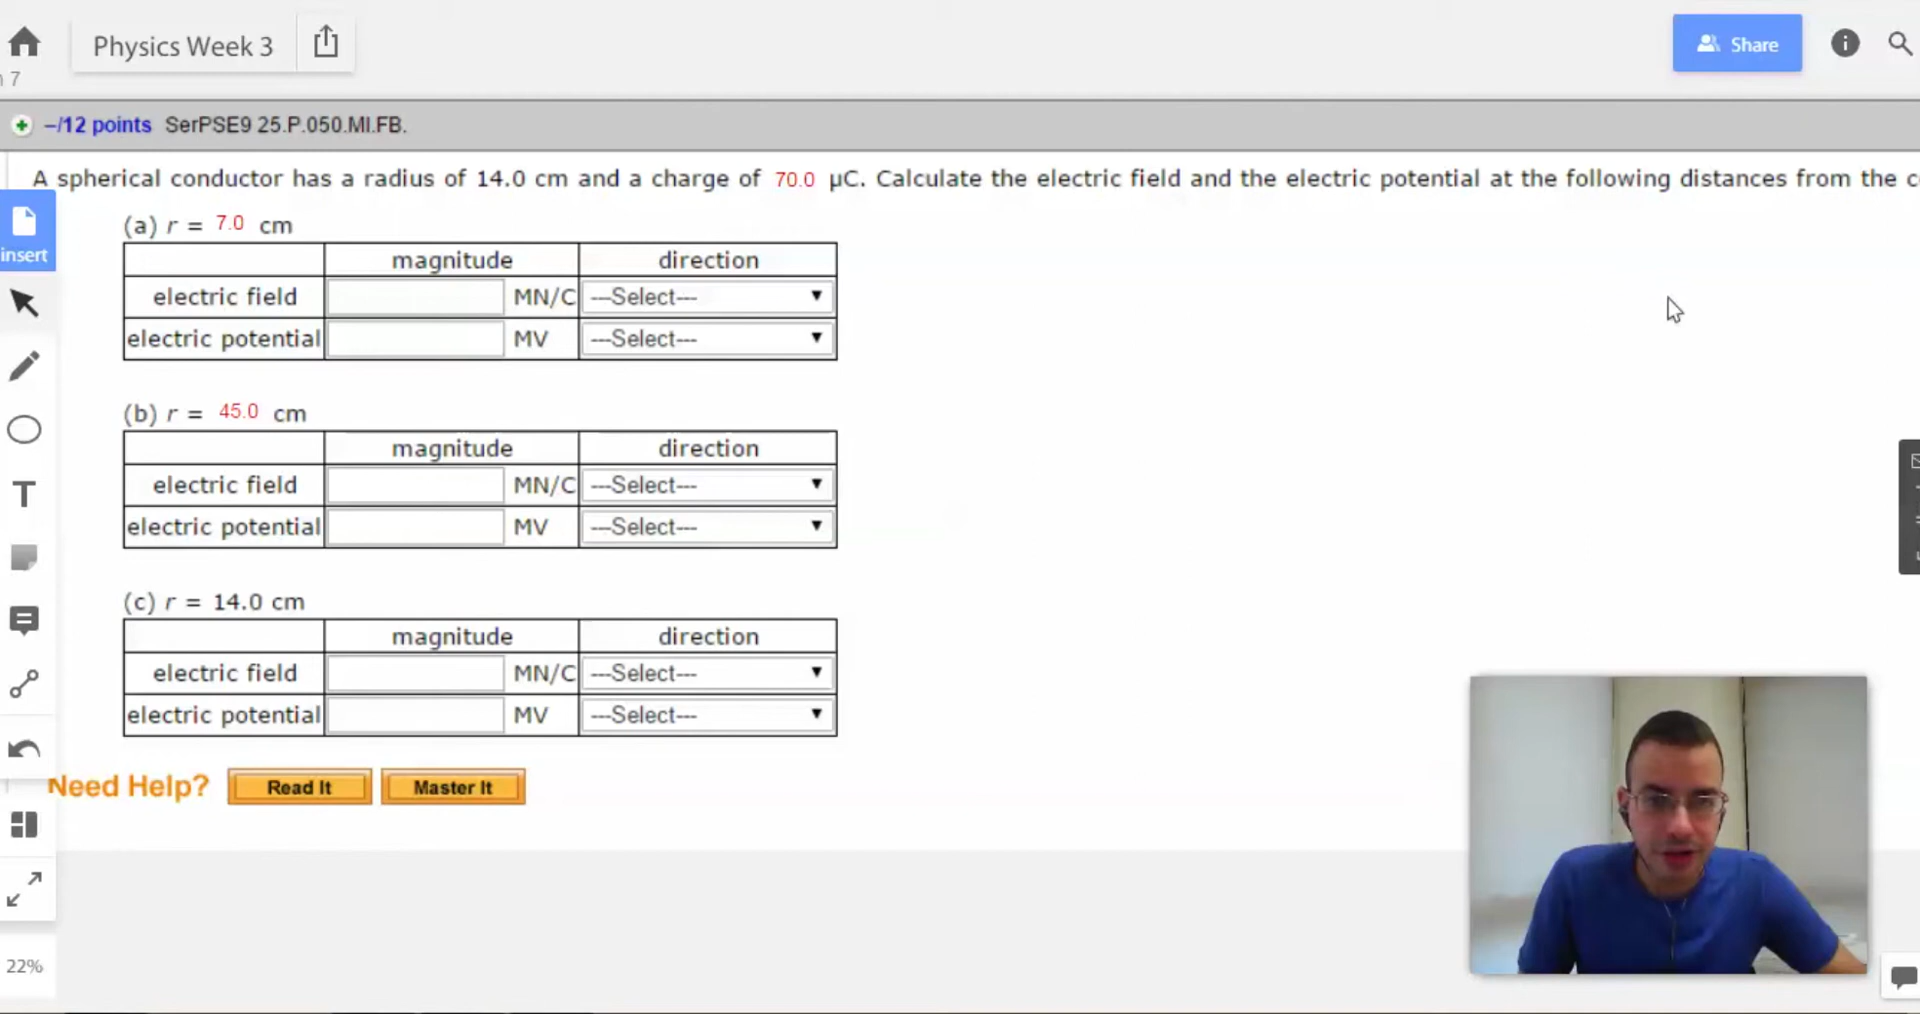 Physics Week 3
Share
7
–/12 points SerPSE9 25.P.050.MI.FB.
A spherical conductor has a radius of 14.0 cm and a charge of 70.0 µC. Calculate the electric field and the electric potential at the following distances from the c
(a) r = 7.0 cm
magnitude direction
electric field MN/C ---Select---
electric potential MV ---Select---
(b) r = 45.0 cm
magnitude direction
electric field MN/C ---Select---
electric potential MV ---Select---
(c) r = 14.0 cm
magnitude direction
electric field MN/C ---Select---
electric potential MV ---Select---
Need Help? Read It Master It
insert
T
22%